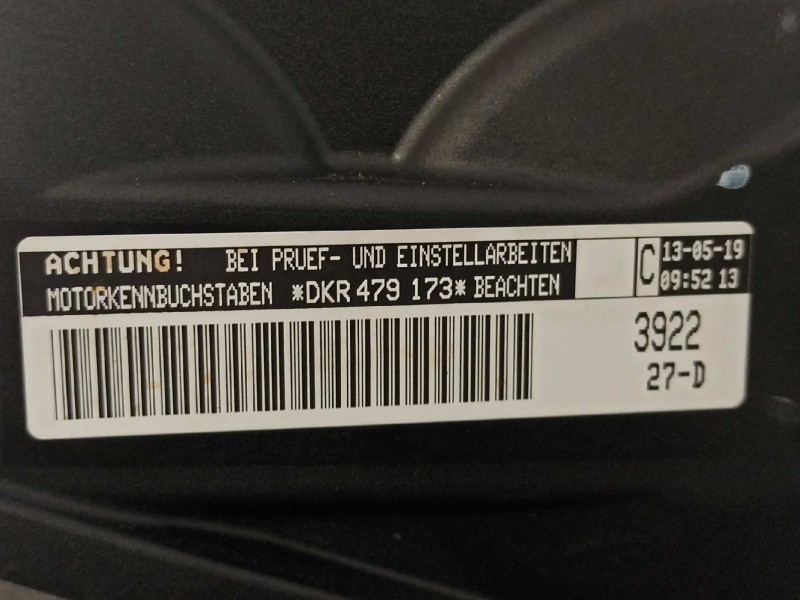 ACHTUNG! BEI PRUEF- UND EINSTELLARBEITEN
MOTORKENNBUCHSTABEN *DKR 479 173* BEACHTEN
C
13-05-19
09:52 13
3922
27-D